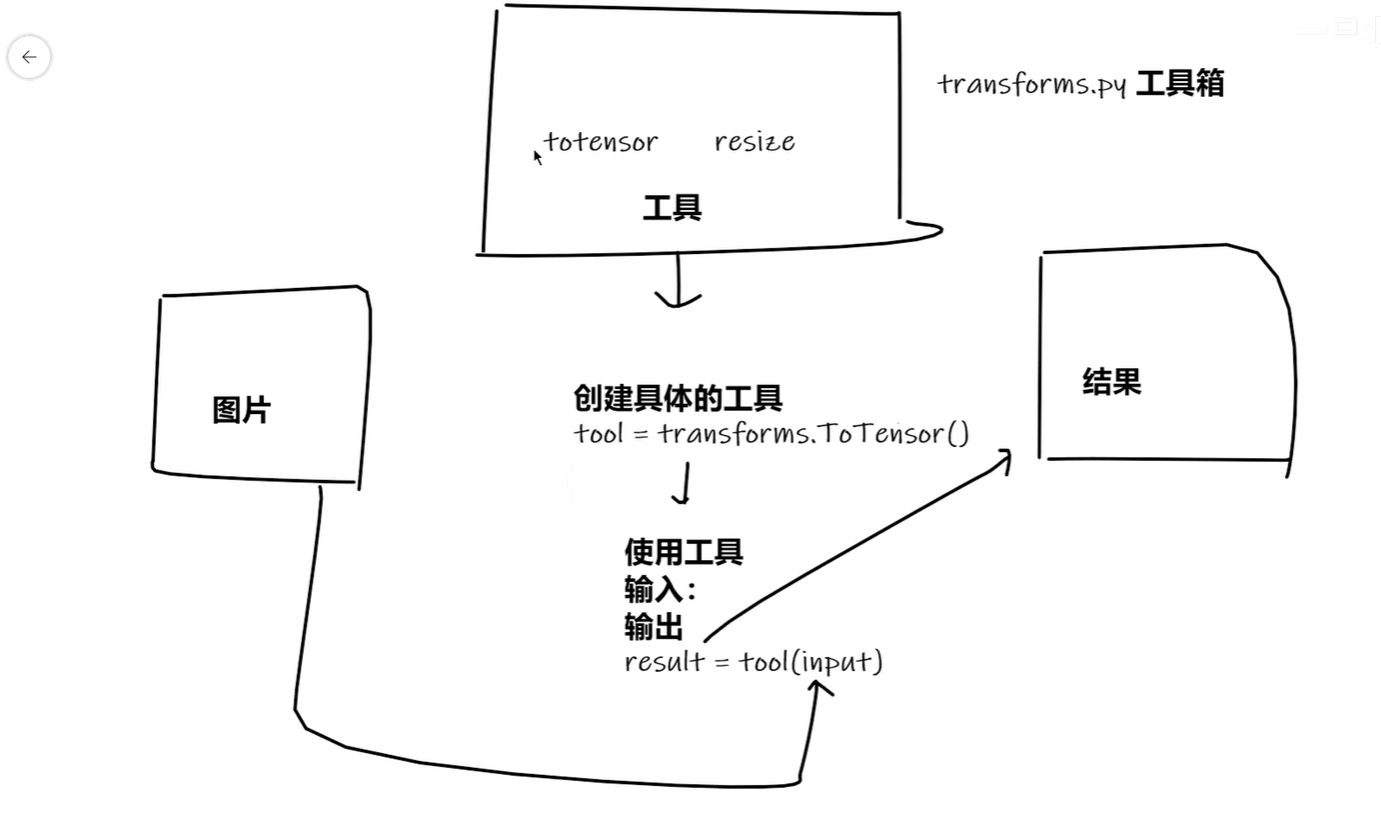 transforms.py 工具箱
totensor resize
工具
图片
创建具体的工具
tool = transforms.ToTensor()
结果
使用工具
输入：
输出
result = tool(input)